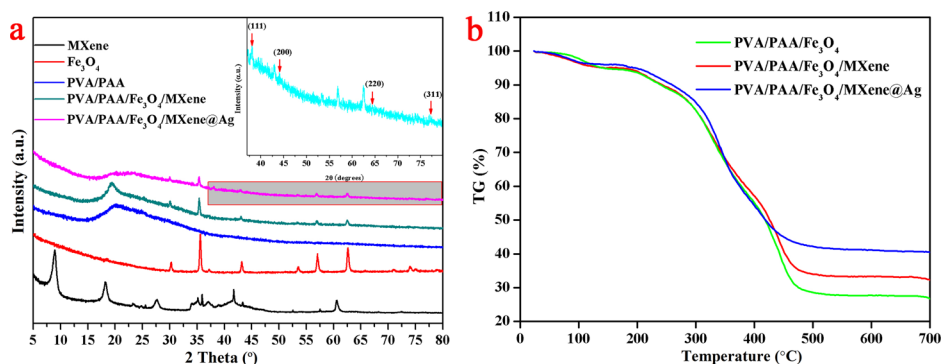 a
MXene
Fe₃O₄
PVA/PAA
PVA/PAA/Fe₃O₄/MXene
PVA/PAA/Fe₃O₄/MXene@Ag
(111)
(200)
(220)
(311)
Intensity(a.u.)
40 45 50 55 60 65 70 75
2θ (degrees)
Intensity (a.u.)
5 10 15 20 25 30 35 40 45 50 55 60 65 70 75 80
2 Theta (°)
b
PVA/PAA/Fe₃O₄
PVA/PAA/Fe₃O₄/MXene
PVA/PAA/Fe₃O₄/MXene@Ag
110
100
90
80
70
60
50
40
30
20
TG (%)
0 100 200 300 400 500 600 700
Temperature (°C)